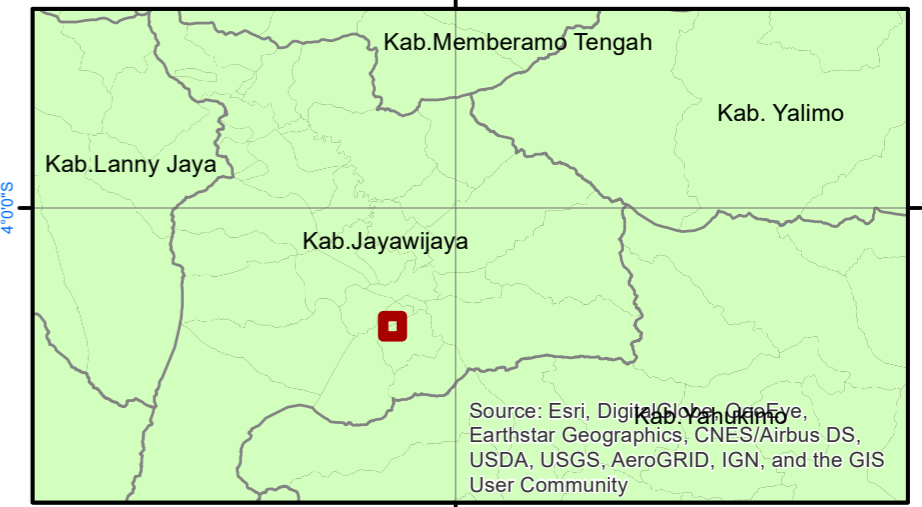 Kab.Memberamo Tengah
Kab. Yalimo
Kab.Lanny Jaya
4°0'0"S
Kab.Jayawijaya
Kab.Yahukimo
Source: Esri, DigitalGlobe, GeoEye,
Earthstar Geographics, CNES/Airbus DS,
USDA, USGS, AeroGRID, IGN, and the GIS
User Community